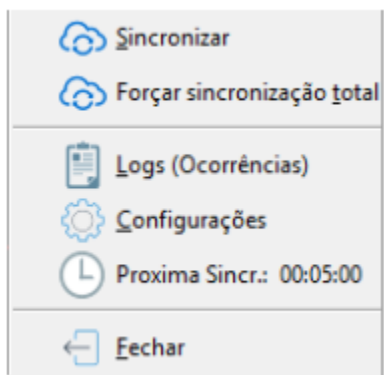 Sincronizar
Forçar sincronização total
Logs (Ocorrências)
Configurações
Proxima Sincr.: 00:05:00
Fechar